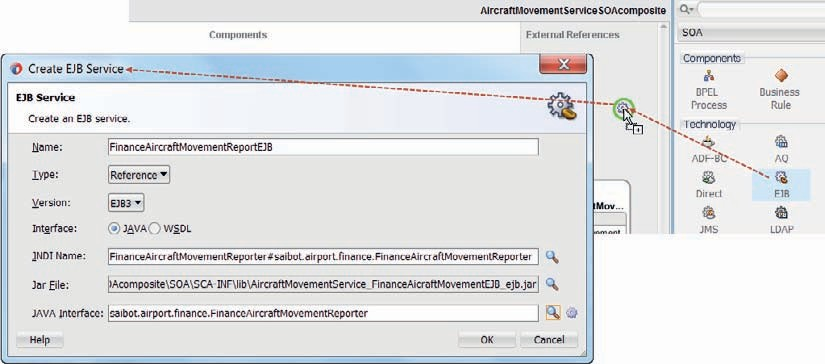 AircraftMovementServiceSOAcomposite
Components
External References
SOA
Components
BPEL
Process
Business
Rule
Technology
ADF-BC
AQ
Direct
EJB
JMS
LDAP
ftMov...
ovement
Create EJB Service
EJB Service
Create an EJB service.
Name: FinanceAircraftMovementReportEJB
Type: Reference
Version: EJB3
Interface: JAVA WSDL
JNDI Name: FinanceAircraftMovementReporter#saibot.airport.finance.FinanceAircraftMovementReporter
Jar File: )Acomposite\SOA\SCA-INF\lib\AircraftMovementService_FinanceAicraftMovementEJB_ejb.jar
JAVA Interface: saibot.airport.finance.FinanceAircraftMovementReporter
Help
OK
Cancel